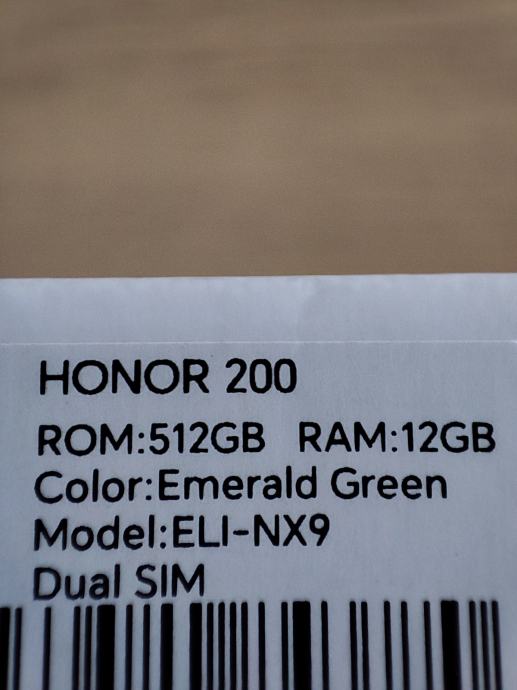 HONOR 200
ROM:512GB RAM:12GB
Color:Emerald Green
Model:ELI-NX9
Dual SIM